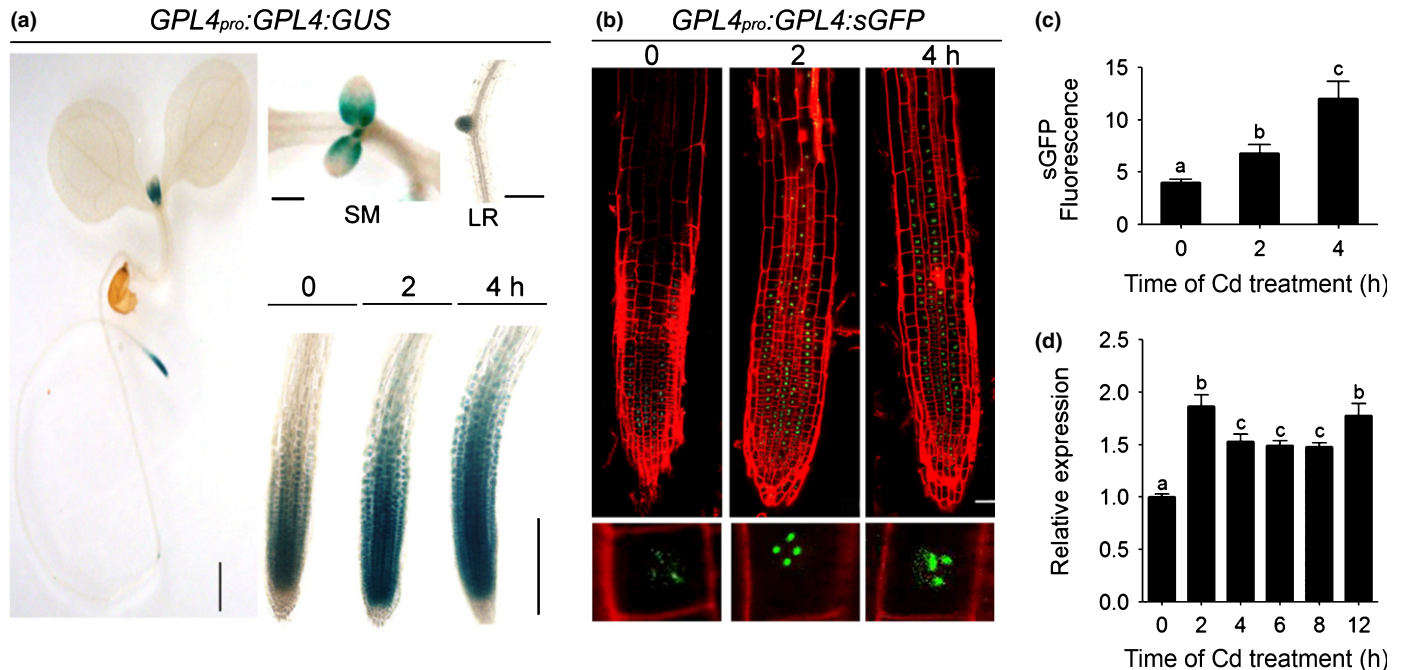 (a)
GPL4pro:GPL4:GUS
SM
LR
0 2 4 h
(b)
GPL4pro:GPL4:sGFP
0 2 4 h
(c)
15
10
5
0
sGFP
Fluorescence
a b c
0 2 4
Time of Cd treatment (h)
(d)
2.5
2.0
1.5
1.0
0.5
0.0
Relative expression
a b c c c b
0 2 4 6 8 12
Time of Cd treatment (h)